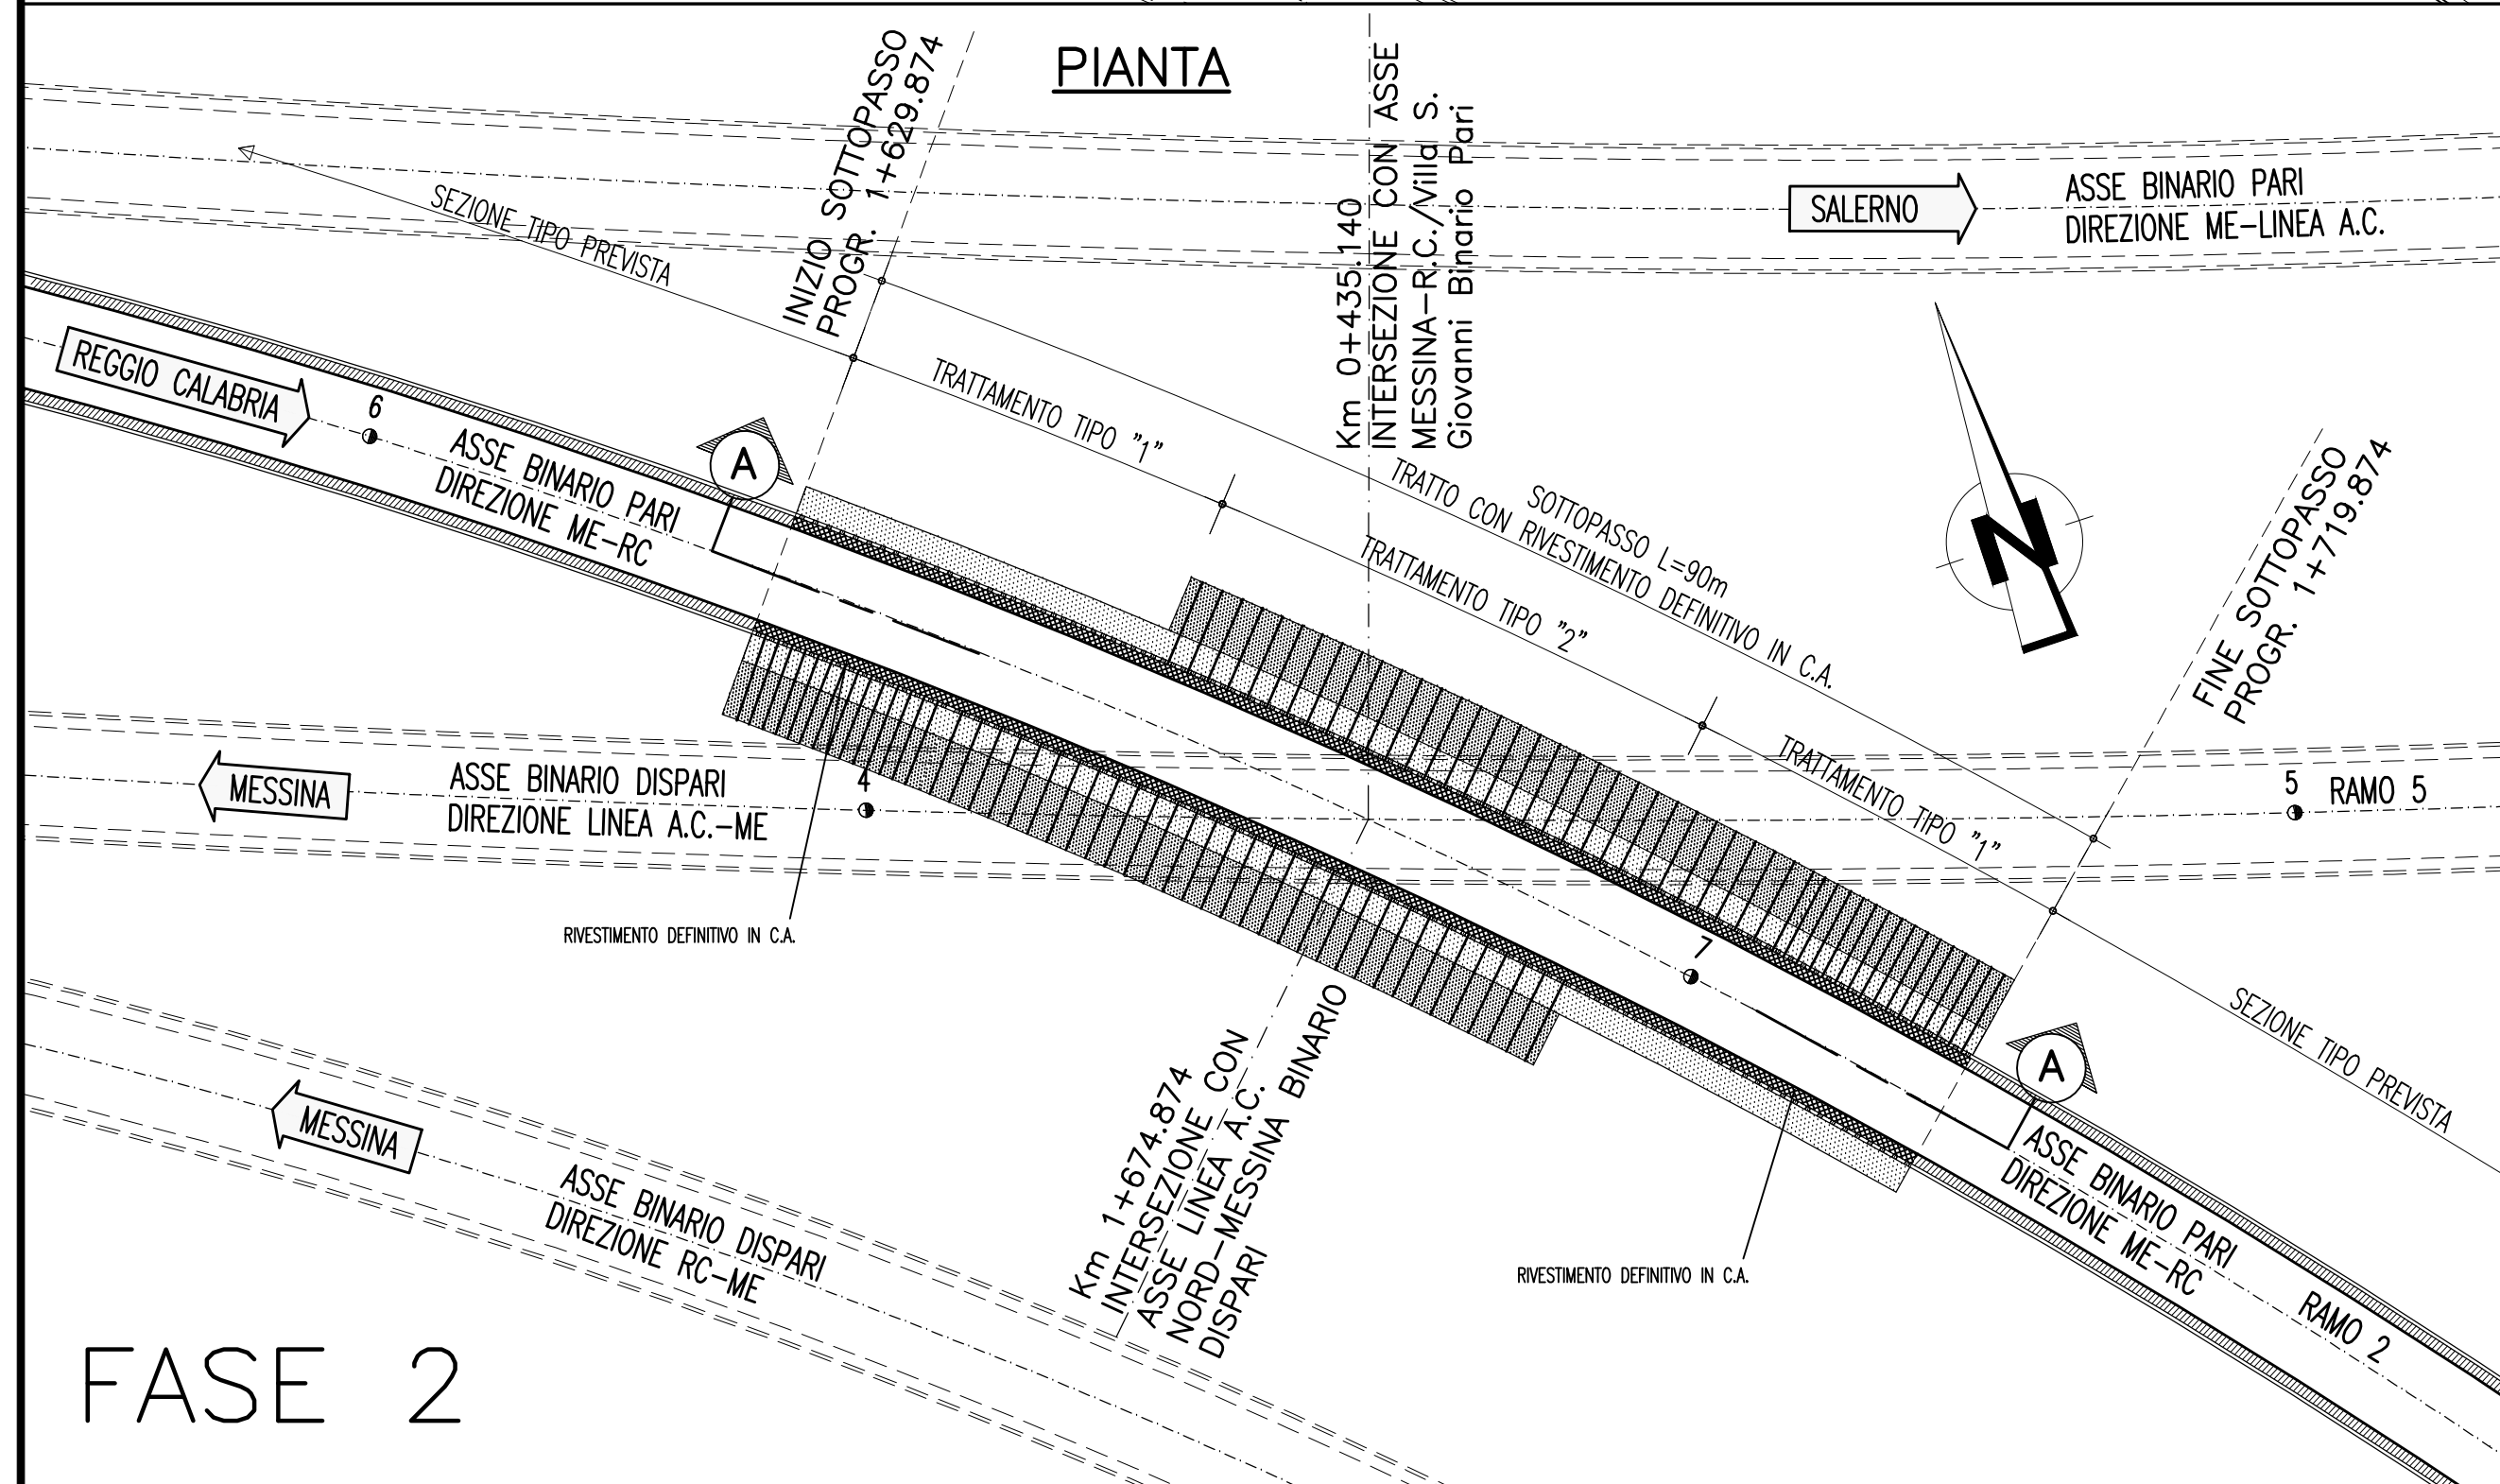 PIANTA
INIZIO SOTTOPASSO
PROGR. 1+629.874
Km 0+435.140
INTERSEZIONE CON ASSE
MESSINA-R.C./Villa S.
Giovanni Binario Pari
SALERNO
ASSE BINARIO PARI
DIREZIONE ME-LINEA A.C.
SEZIONE TIPO PREVISTA
REGGIO CALABRIA
6
ASSE BINARIO PARI
DIREZIONE ME-RC
A
TRATTAMENTO TIPO "1"
SOTTOPASSO L=90m
TRATTO CON RIVESTIMENTO DEFINITIVO IN C.A.
TRATTAMENTO TIPO "2"
N
FINE SOTTOPASSO
PROGR. 1+719.874
TRATTAMENTO TIPO "1"
MESSINA
ASSE BINARIO DISPARI
DIREZIONE LINEA A.C.-ME
4
5
RAMO 5
RIVESTIMENTO DEFINITIVO IN C.A.
7
SEZIONE TIPO PREVISTA
A
MESSINA
ASSE BINARIO DISPARI
DIREZIONE RC-ME
Km 1+674.874
INTERSEZIONE CON
ASSE LINEA A.C.
NORD-MESSINA BINARIO
DISPARI
RIVESTIMENTO DEFINITIVO IN C.A.
ASSE BINARIO PARI
DIREZIONE ME-RC
RAMO 2
FASE 2